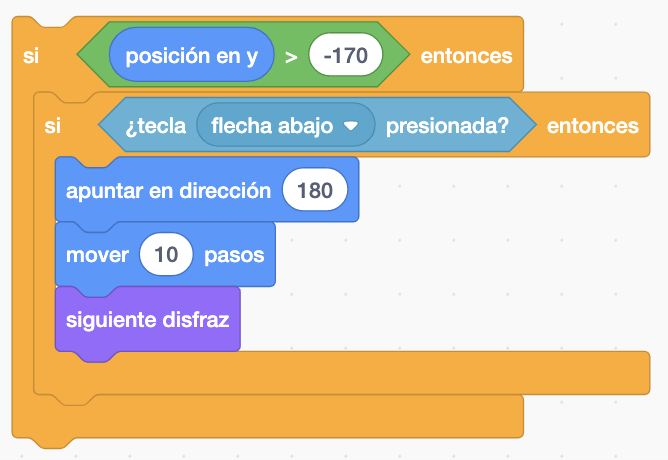 si posición en y > -170 entonces
si ¿tecla flecha abajo presionada? entonces
apuntar en dirección 180
mover 10 pasos
siguiente disfraz